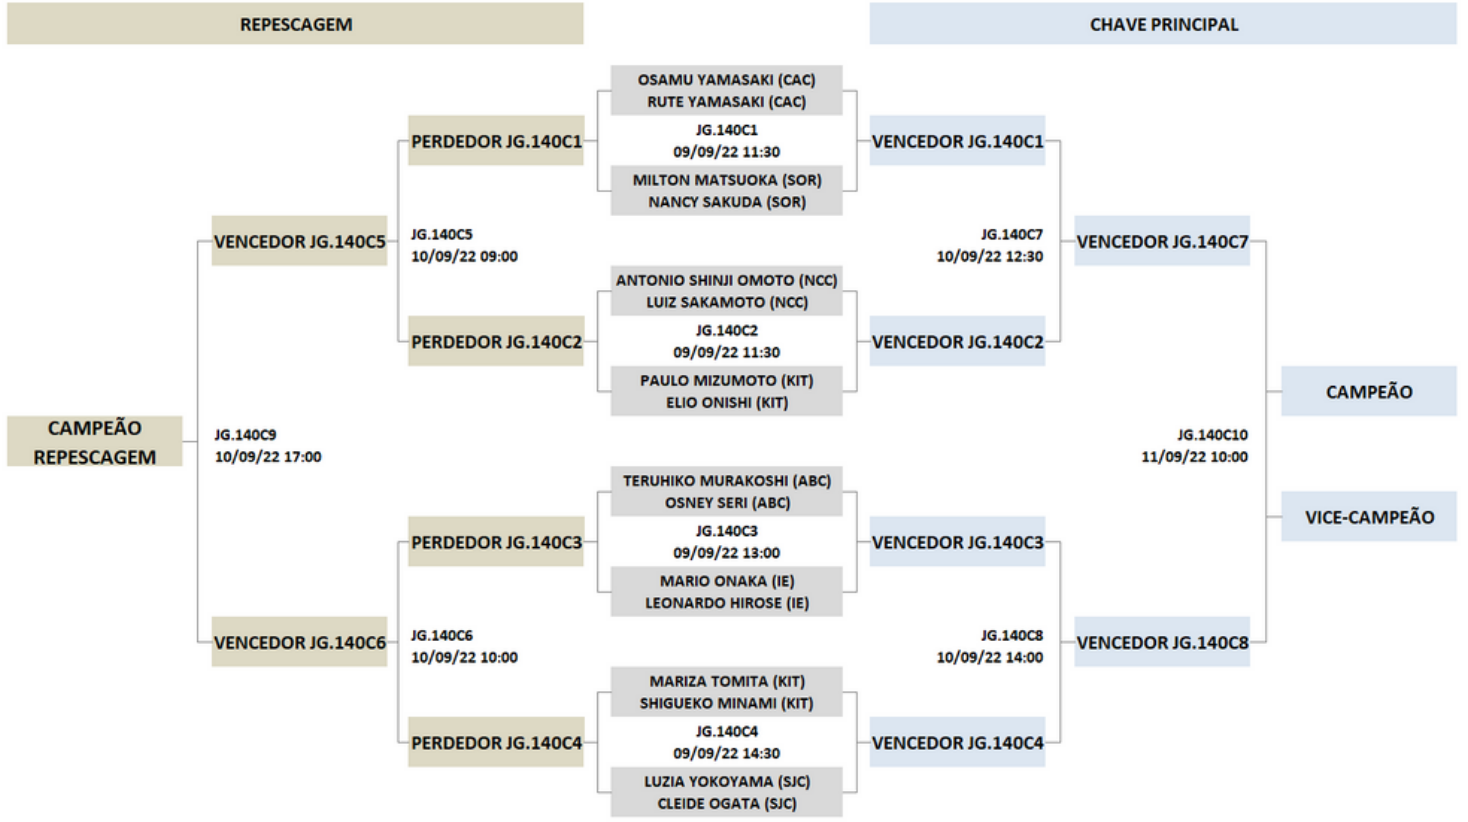 REPESCAGEM
CHAVE PRINCIPAL
OSAMU YAMASAKI (CAC)
RUTE YAMASAKI (CAC)
PERDEDOR JG.140C1
JG.140C1
09/09/22 11:30
VENCEDOR JG.140C1
MILTON MATSUOKA (SOR)
NANCY SAKUDA (SOR)
VENCEDOR JG.140C5
JG.140C5
10/09/22 09:00
JG.140C7
10/09/22 12:30
VENCEDOR JG.140C7
ANTONIO SHINJI OMOTO (NCC)
LUIZ SAKAMOTO (NCC)
PERDEDOR JG.140C2
JG.140C2
09/09/22 11:30
VENCEDOR JG.140C2
PAULO MIZUMOTO (KIT)
ELIO ONISHI (KIT)
CAMPEÃO
CAMPEÃO
REPESCAGEM
JG.140C9
10/09/22 17:00
JG.140C10
11/09/22 10:00
TERUHIKO MURAKOSHI (ABC)
OSNEY SERI (ABC)
VICE-CAMPEÃO
PERDEDOR JG.140C3
JG.140C3
09/09/22 13:00
VENCEDOR JG.140C3
MARIO ONAKA (IE)
LEONARDO HIROSE (IE)
VENCEDOR JG.140C6
JG.140C6
10/09/22 10:00
JG.140C8
10/09/22 14:00
VENCEDOR JG.140C8
MARIZA TOMITA (KIT)
SHIGUEKO MINAMI (KIT)
PERDEDOR JG.140C4
JG.140C4
09/09/22 14:30
VENCEDOR JG.140C4
LUZIA YOKOYAMA (SJC)
CLEIDE OGATA (SJC)